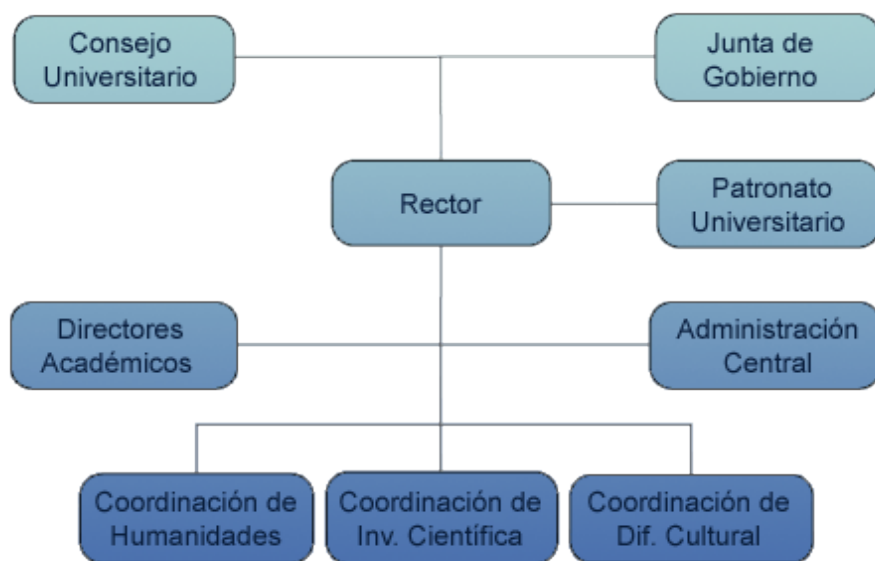 Consejo
Universitario
Junta de
Gobierno
Rector
Patronato
Universitario
Directores
Académicos
Administración
Central
Coordinación de
Humanidades
Coordinación de
Inv. Científica
Coordinación de
Dif. Cultural